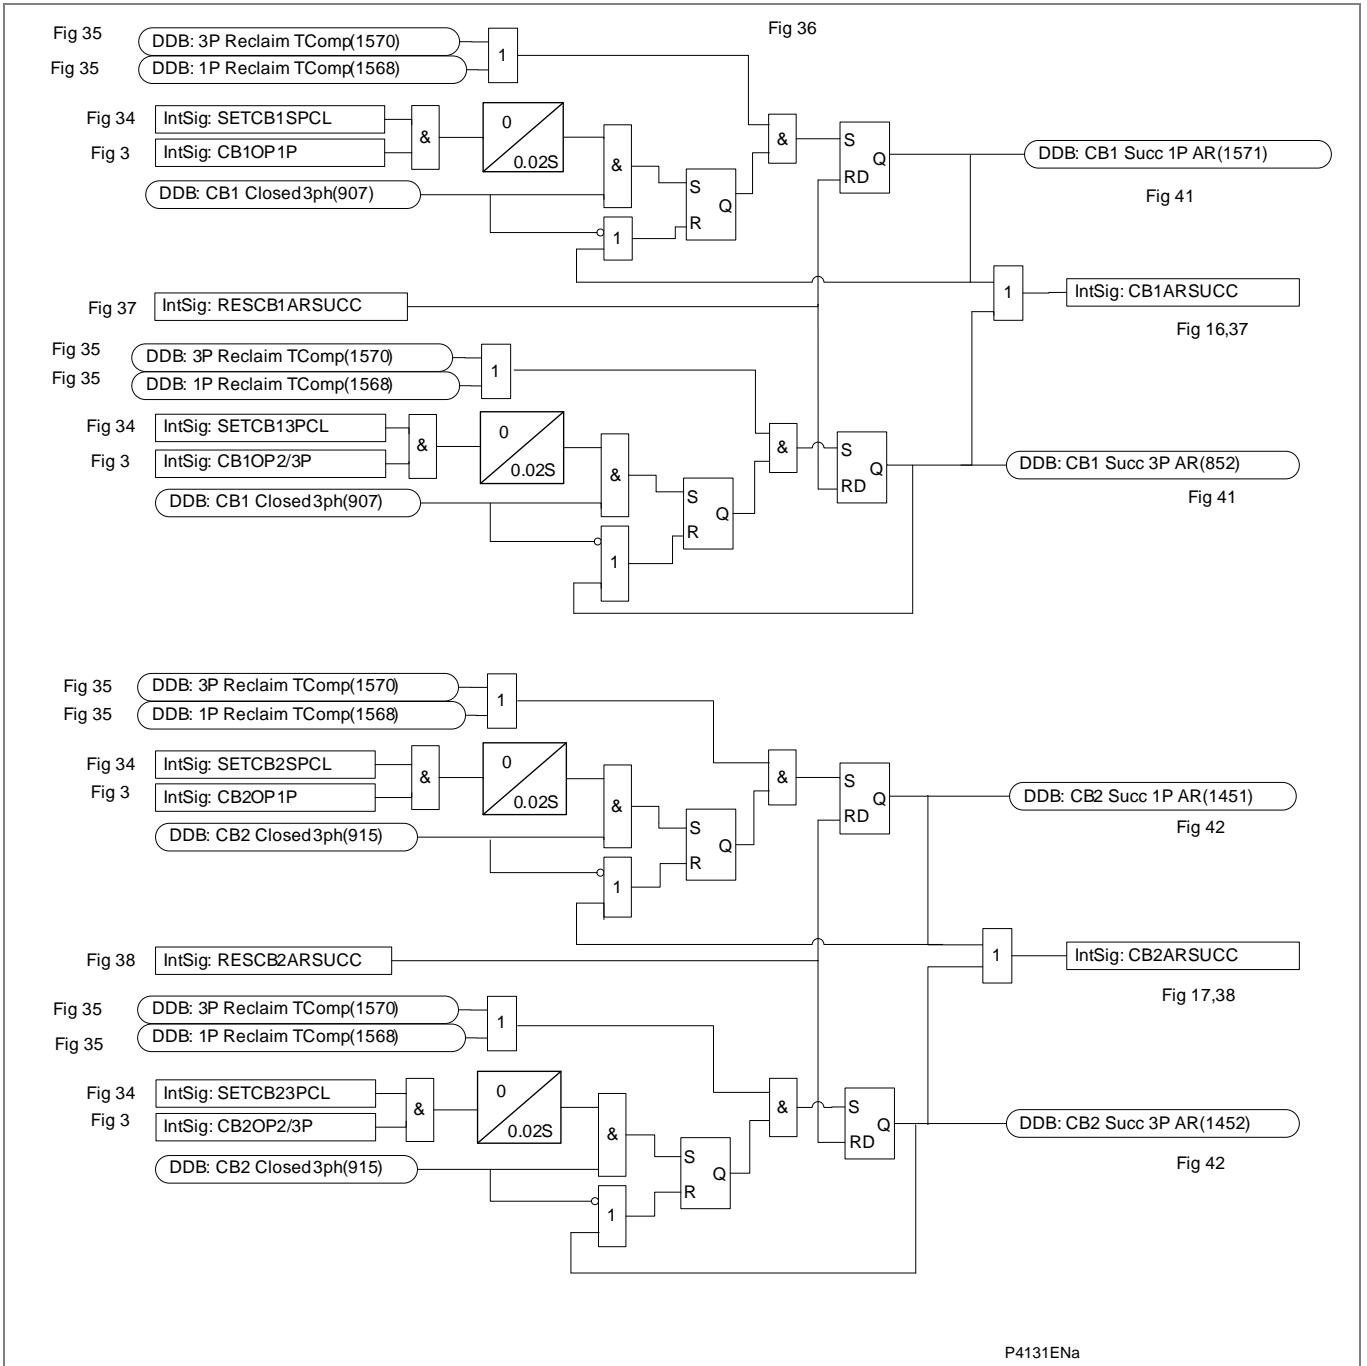 Fig 36
Fig 35 DDB: 3P Reclaim TComp(1570)
1
Fig 35 DDB: 1P Reclaim TComp(1568)
Fig 34 IntSig: SETCB1SPCL
& 0 0.02S & & S Q RD
DDB: CB1 Succ 1P AR(1571)
Fig 3 IntSig: CB1OP1P
DDB: CB1 Closed3ph(907)
S Q R
Fig 41
1
Fig 37 IntSig: RESCB1ARSUCC
1 IntSig: CB1ARSUCC
Fig 16,37
Fig 35 DDB: 3P Reclaim TComp(1570)
1
Fig 35 DDB: 1P Reclaim TComp(1568)
Fig 34 IntSig: SETCB13PCL
& 0 0.02S & & S Q RD
Fig 3 IntSig: CB1OP2/3P
DDB: CB1 Succ 3P AR(852)
DDB: CB1 Closed3ph(907)
S Q R
Fig 41
1
Fig 35 DDB: 3P Reclaim TComp(1570)
1
Fig 35 DDB: 1P Reclaim TComp(1568)
Fig 34 IntSig: SETCB2SPCL
& 0 0.02S & & S Q RD
Fig 3 IntSig: CB2OP1P
DDB: CB2 Succ 1P AR(1451)
DDB: CB2 Closed3ph(915)
S Q R
Fig 42
1
Fig 38 IntSig: RESCB2ARSUCC
1 IntSig: CB2ARSUCC
Fig 17,38
Fig 35 DDB: 3P Reclaim TComp(1570)
1
Fig 35 DDB: 1P Reclaim TComp(1568)
Fig 34 IntSig: SETCB23PCL
& 0 0.02S & & S Q RD
Fig 3 IntSig: CB2OP2/3P
DDB: CB2 Succ 3P AR(1452)
DDB: CB2 Closed3ph(915)
S Q R
Fig 42
1
P4131ENa